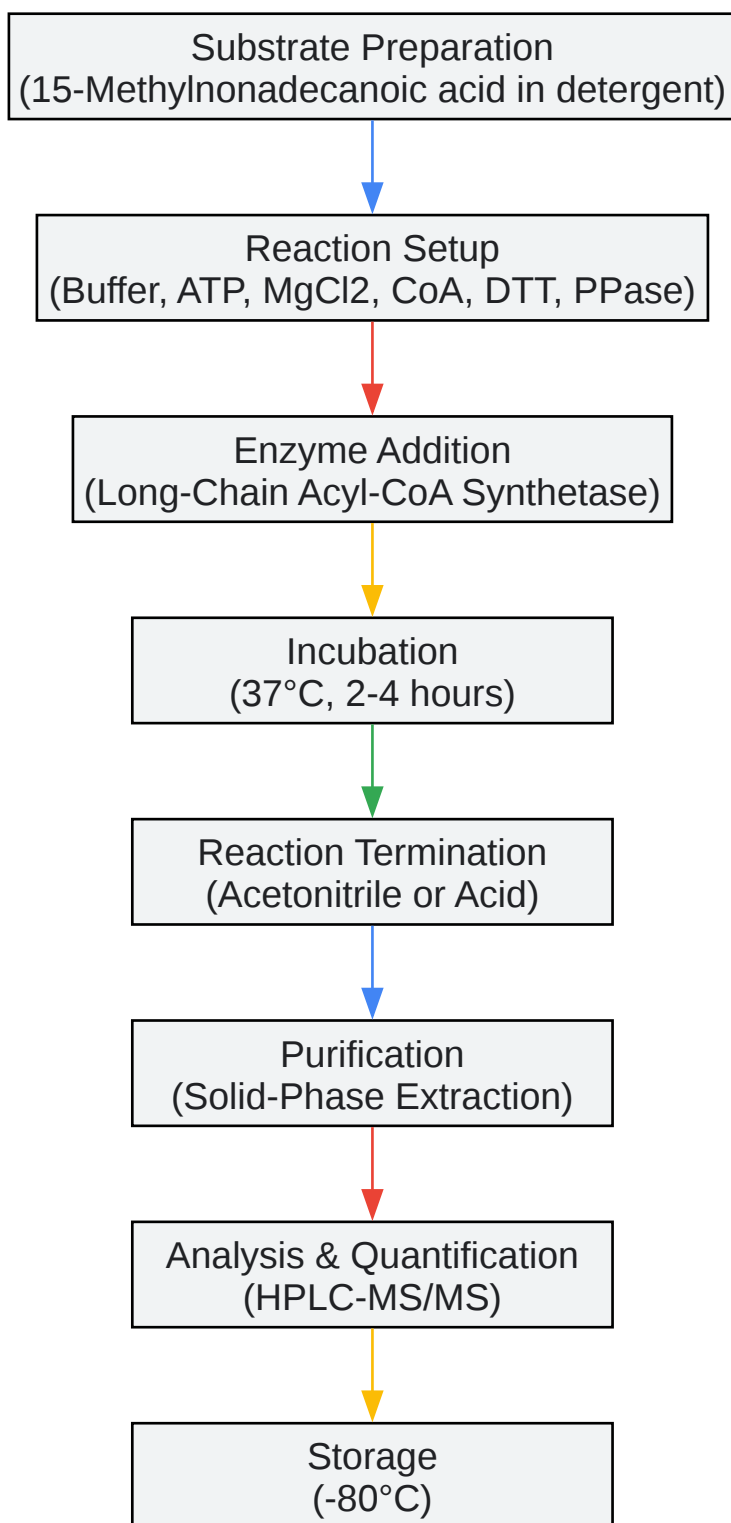 Substrate Preparation
(15-Methylnonadecanoic acid in detergent)
Reaction Setup
(Buffer, ATP, MgCl2, CoA, DTT, PPase)
Enzyme Addition
(Long-Chain Acyl-CoA Synthetase)
Incubation
(37°C, 2-4 hours)
Reaction Termination
(Acetonitrile or Acid)
Purification
(Solid-Phase Extraction)
Analysis & Quantification
(HPLC-MS/MS)
Storage
(-80°C)